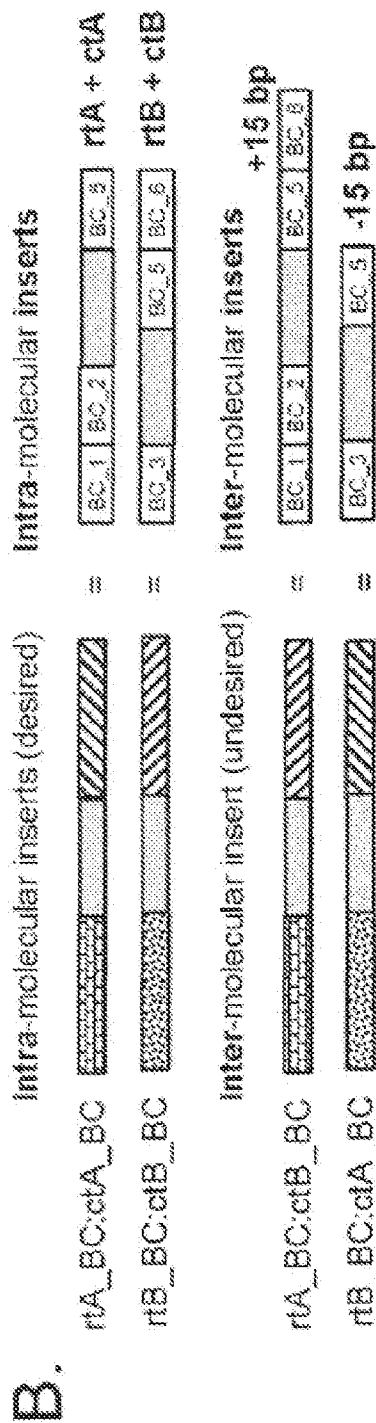 B.
Intra-molecular inserts (desired) Intra-molecular inserts
rtA_BC:ctA_BC = BC_1 BC_2 BC_5 rtA + ctA
rtB_BC:ctB_BC = BC_3 BC_5 BC_6 rtB + ctB
Inter-molecular insert (undesired) Inter-molecular inserts
+15 bp
rtA_BC:ctB_BC = BC_1 BC_2 BC_5 BC_6
rtB_BC:ctA_BC = BC_3 BC_5 -15 bp